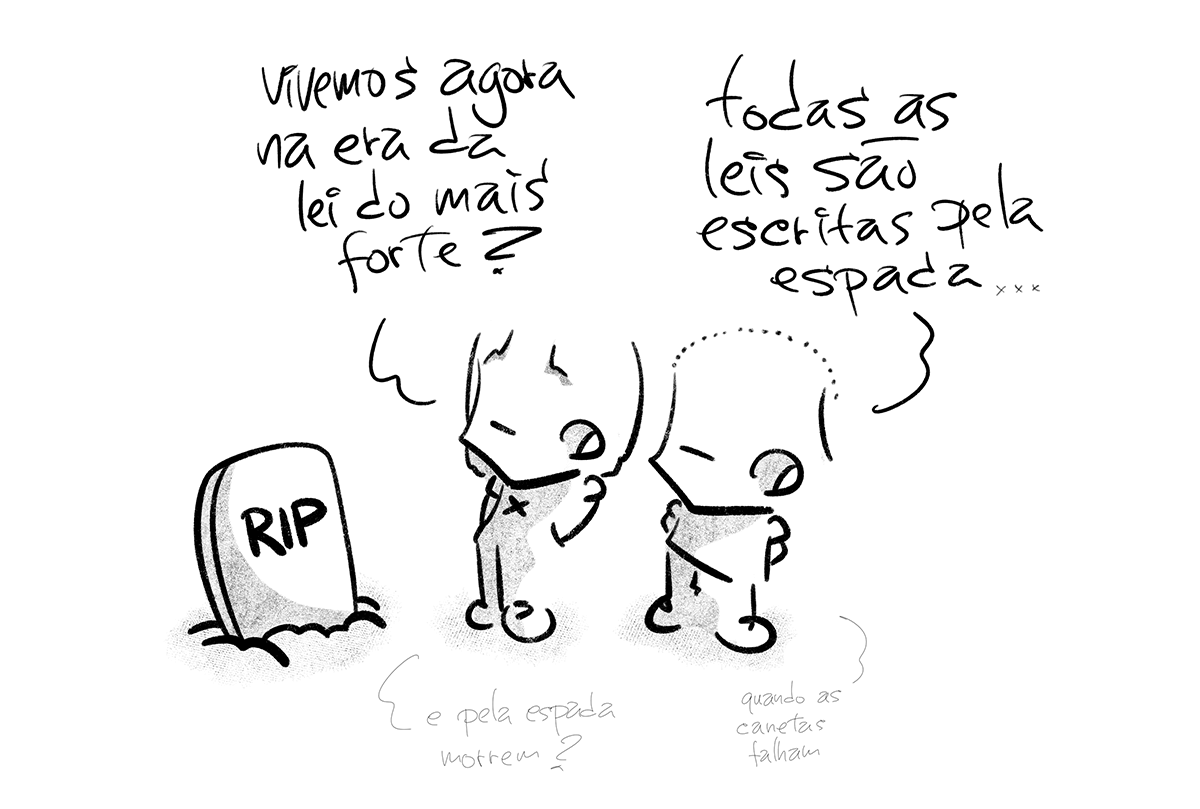 vivemos agora
na era da
lei do mais
forte?
todas as
leis são
escritas pela
espada...
RIP
e pela espada
morrem?
quando as
canetas
falham